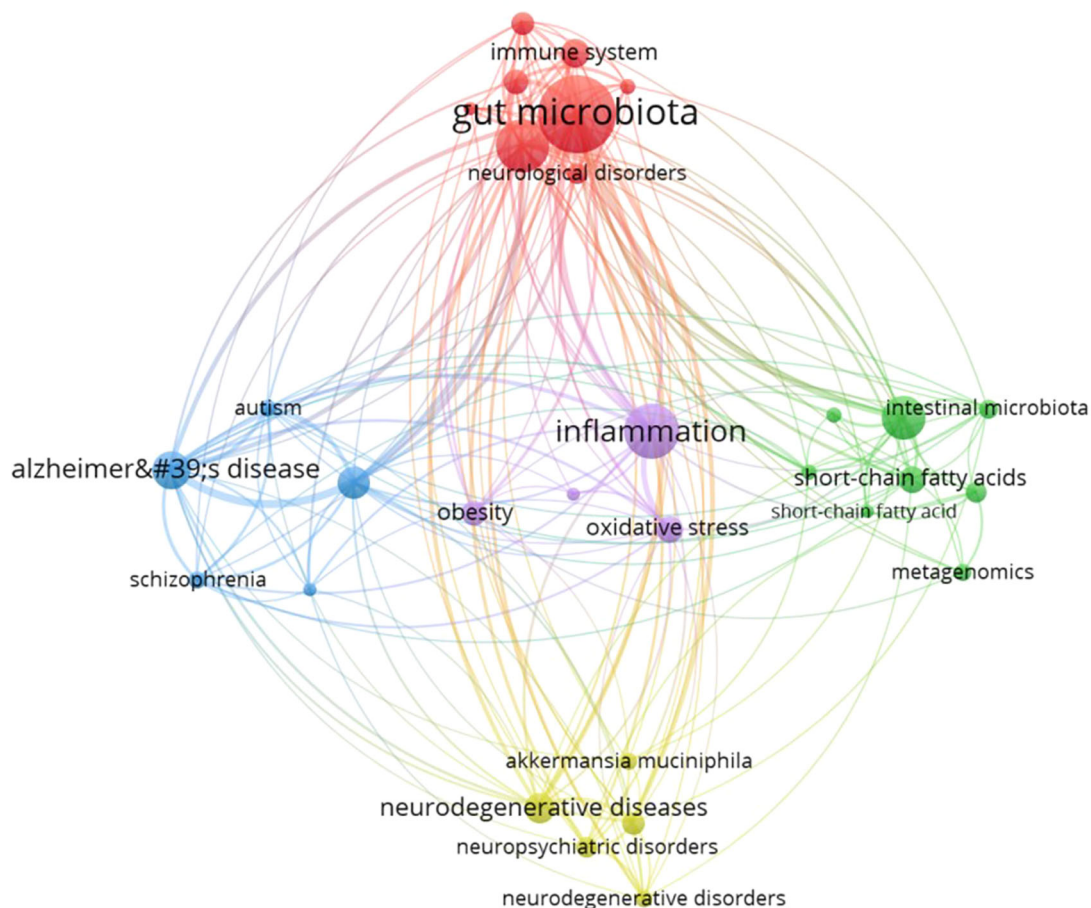 immune system
gut microbiota
neurological disorders
autism
inflammation
intestinal microbiota
alzheimer&#39;s disease
short-chain fatty acids
obesity
short-chain fatty acid
oxidative stress
schizophrenia
metagenomics
akkermansia muciniphila
neurodegenerative diseases
neuropsychiatric disorders
neurodegenerative disorders